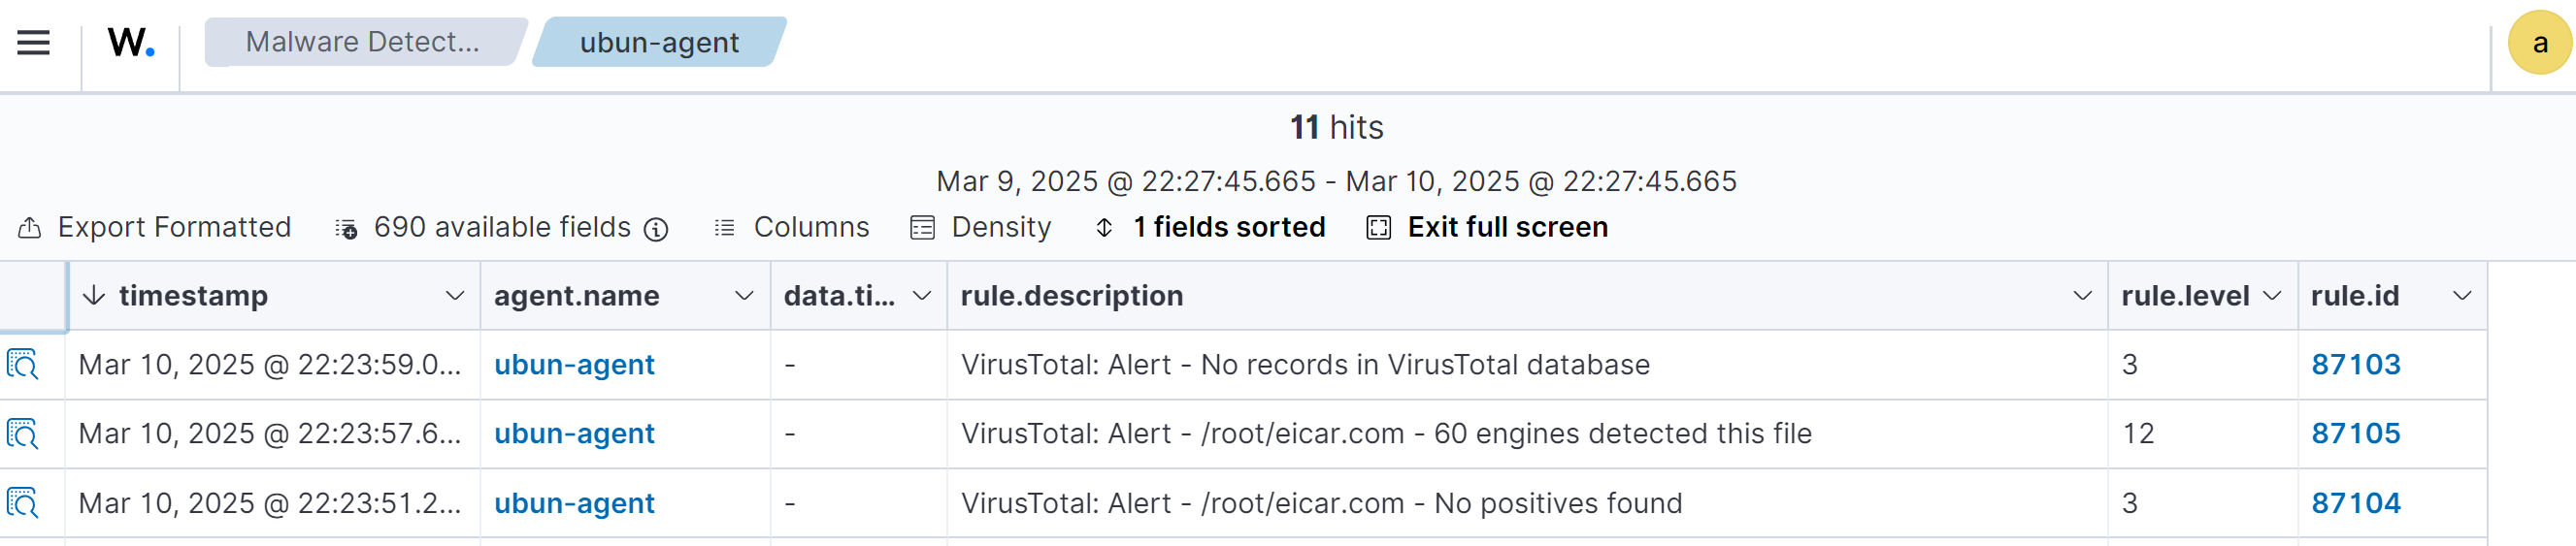 W. Malware Detect... ubun-agent a
11 hits
Mar 9, 2025 @ 22:27:45.665 - Mar 10, 2025 @ 22:27:45.665
Export Formatted 690 available fields Columns Density 1 fields sorted Exit full screen
timestamp agent.name data.ti... rule.description rule.level rule.id
Mar 10, 2025 @ 22:23:59.0... ubun-agent - VirusTotal: Alert - No records in VirusTotal database 3 87103
Mar 10, 2025 @ 22:23:57.6... ubun-agent - VirusTotal: Alert - /root/eicar.com - 60 engines detected this file 12 87105
Mar 10, 2025 @ 22:23:51.2... ubun-agent - VirusTotal: Alert - /root/eicar.com - No positives found 3 87104